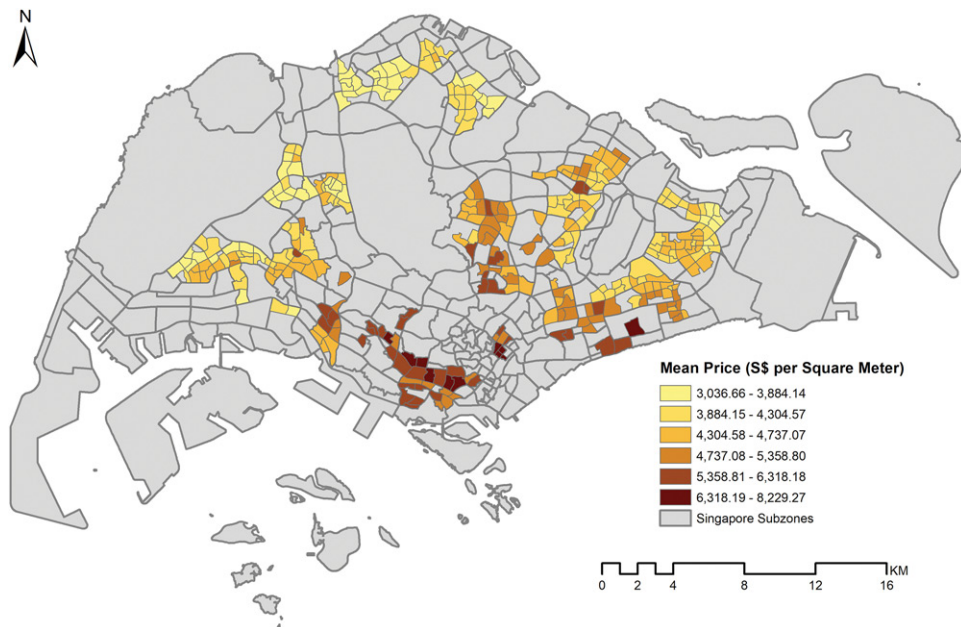 N
Mean Price (S$ per Square Meter)
3,036.66 - 3,884.14
3,884.15 - 4,304.57
4,304.58 - 4,737.07
4,737.08 - 5,358.80
5,358.81 - 6,318.18
6,318.19 - 8,229.27
Singapore Subzones
KM
0 2 4 8 12 16